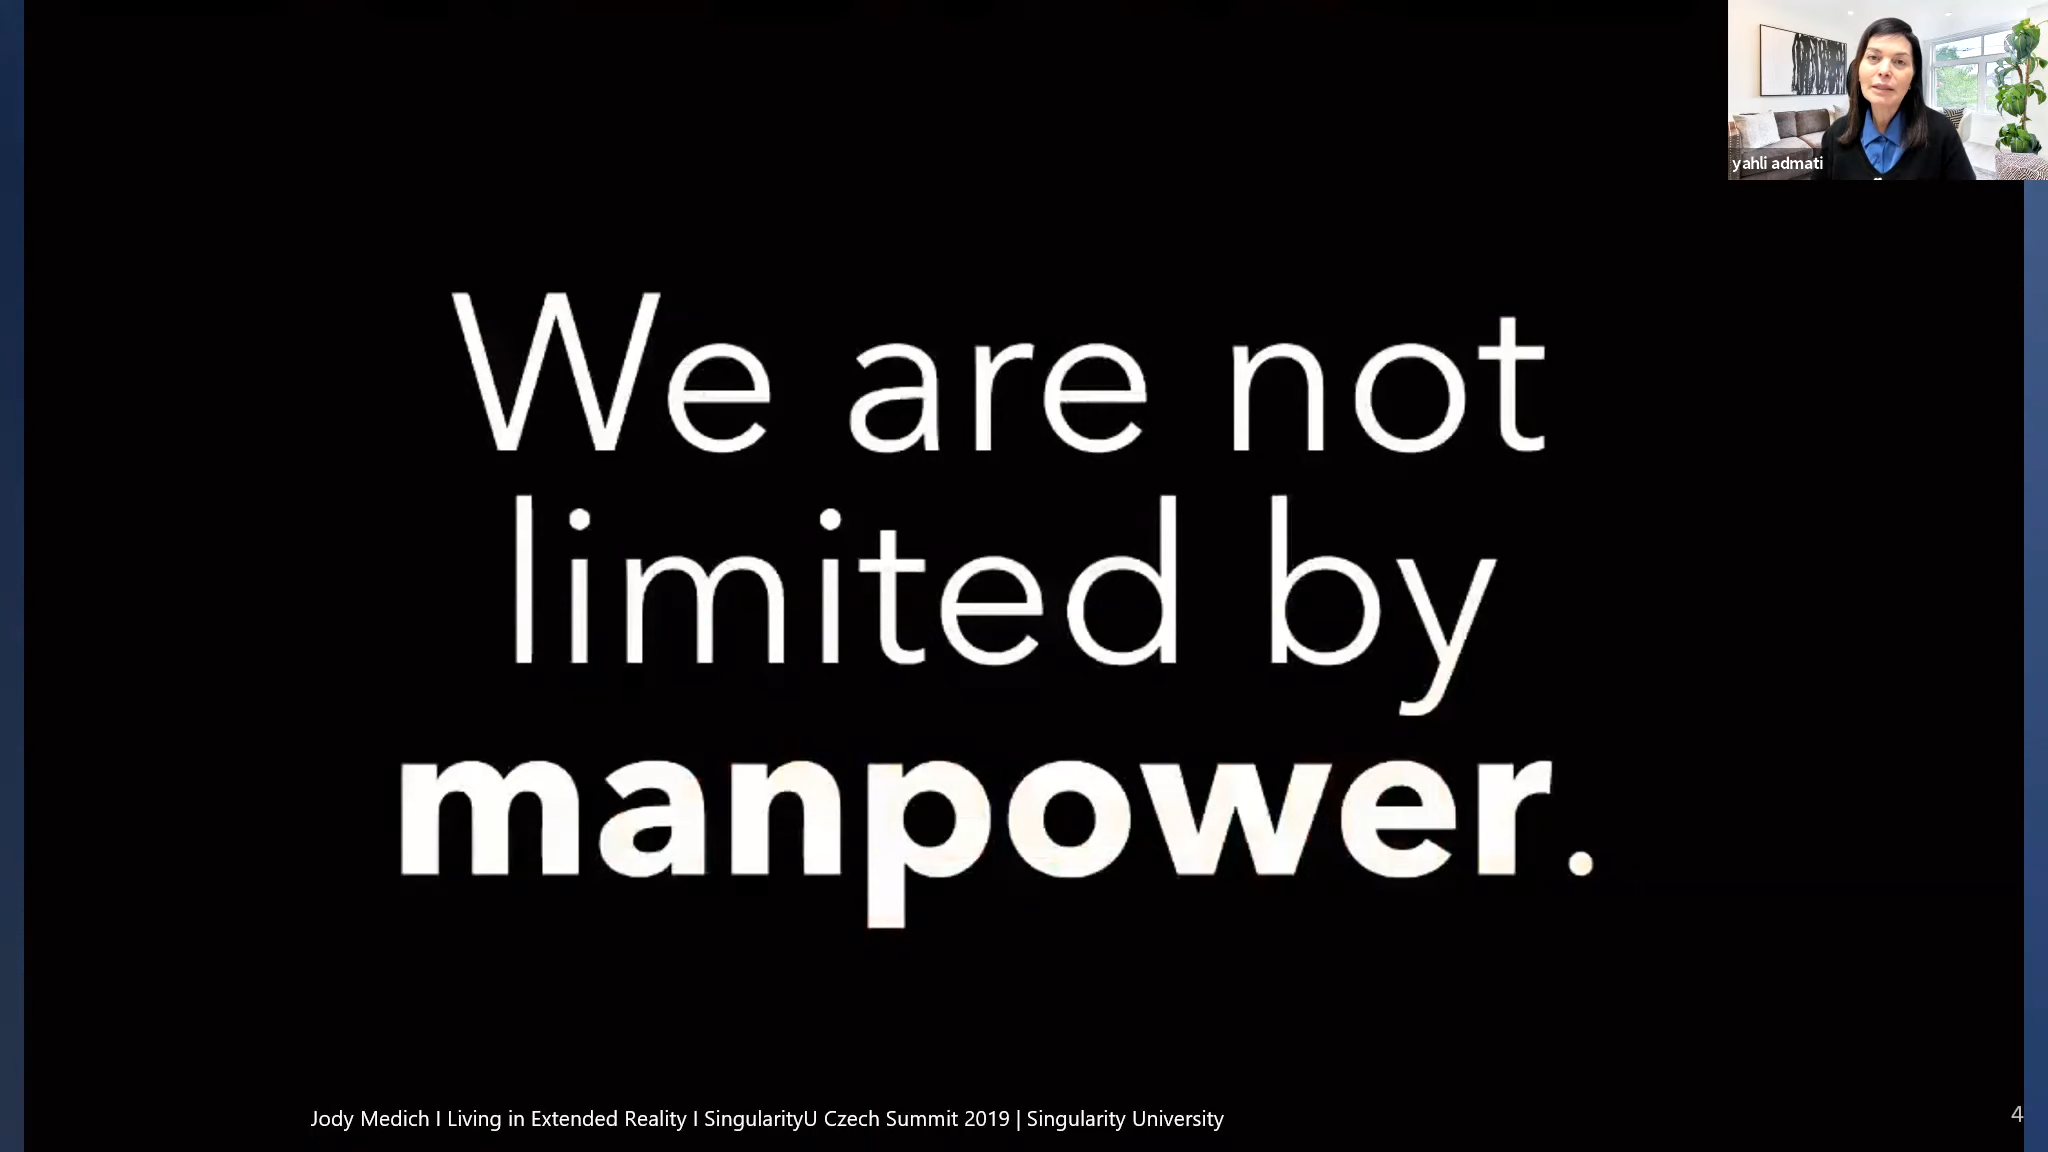 yahli admati
We are not
limited by
manpower.
Jody Medich I Living in Extended Reality I SingularityU Czech Summit 2019 | Singularity University
4